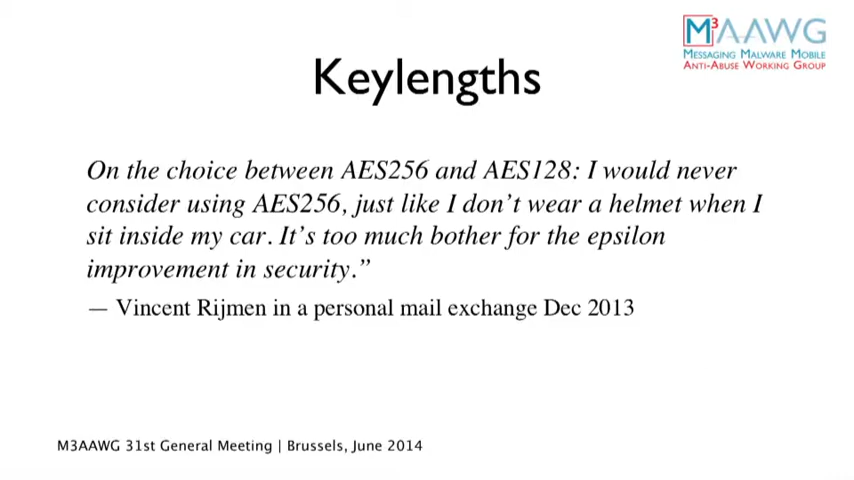 M³AAWG
MESSAGING MALWARE MOBILE
ANTI-ABUSE WORKING GROUP
Keylengths
On the choice between AES256 and AES128: I would never
consider using AES256, just like I don’t wear a helmet when I
sit inside my car. It’s too much bother for the epsilon
improvement in security.”
— Vincent Rijmen in a personal mail exchange Dec 2013
M3AAWG 31st General Meeting | Brussels, June 2014